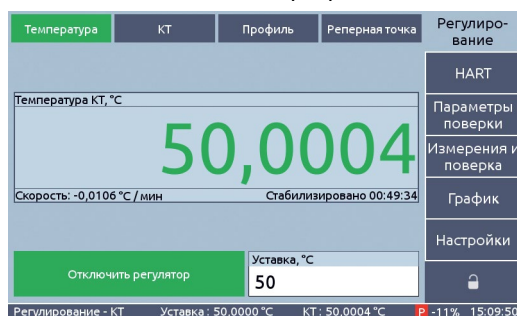 Температура КТ Профиль Реперная точка Регулиро-
вание
HART
Температура КТ, °C
Параметры
поверки
50,0004
Измерения и
поверка
Скорость: -0,0106 °C / мин Стабилизировано 00:49:34
График
Настройки
Отключить регулятор
Уставка, °C
50
Регулирование - КТ Уставка : 50,0000 °C КТ : 50,0004 °C P -11% 15:09:50